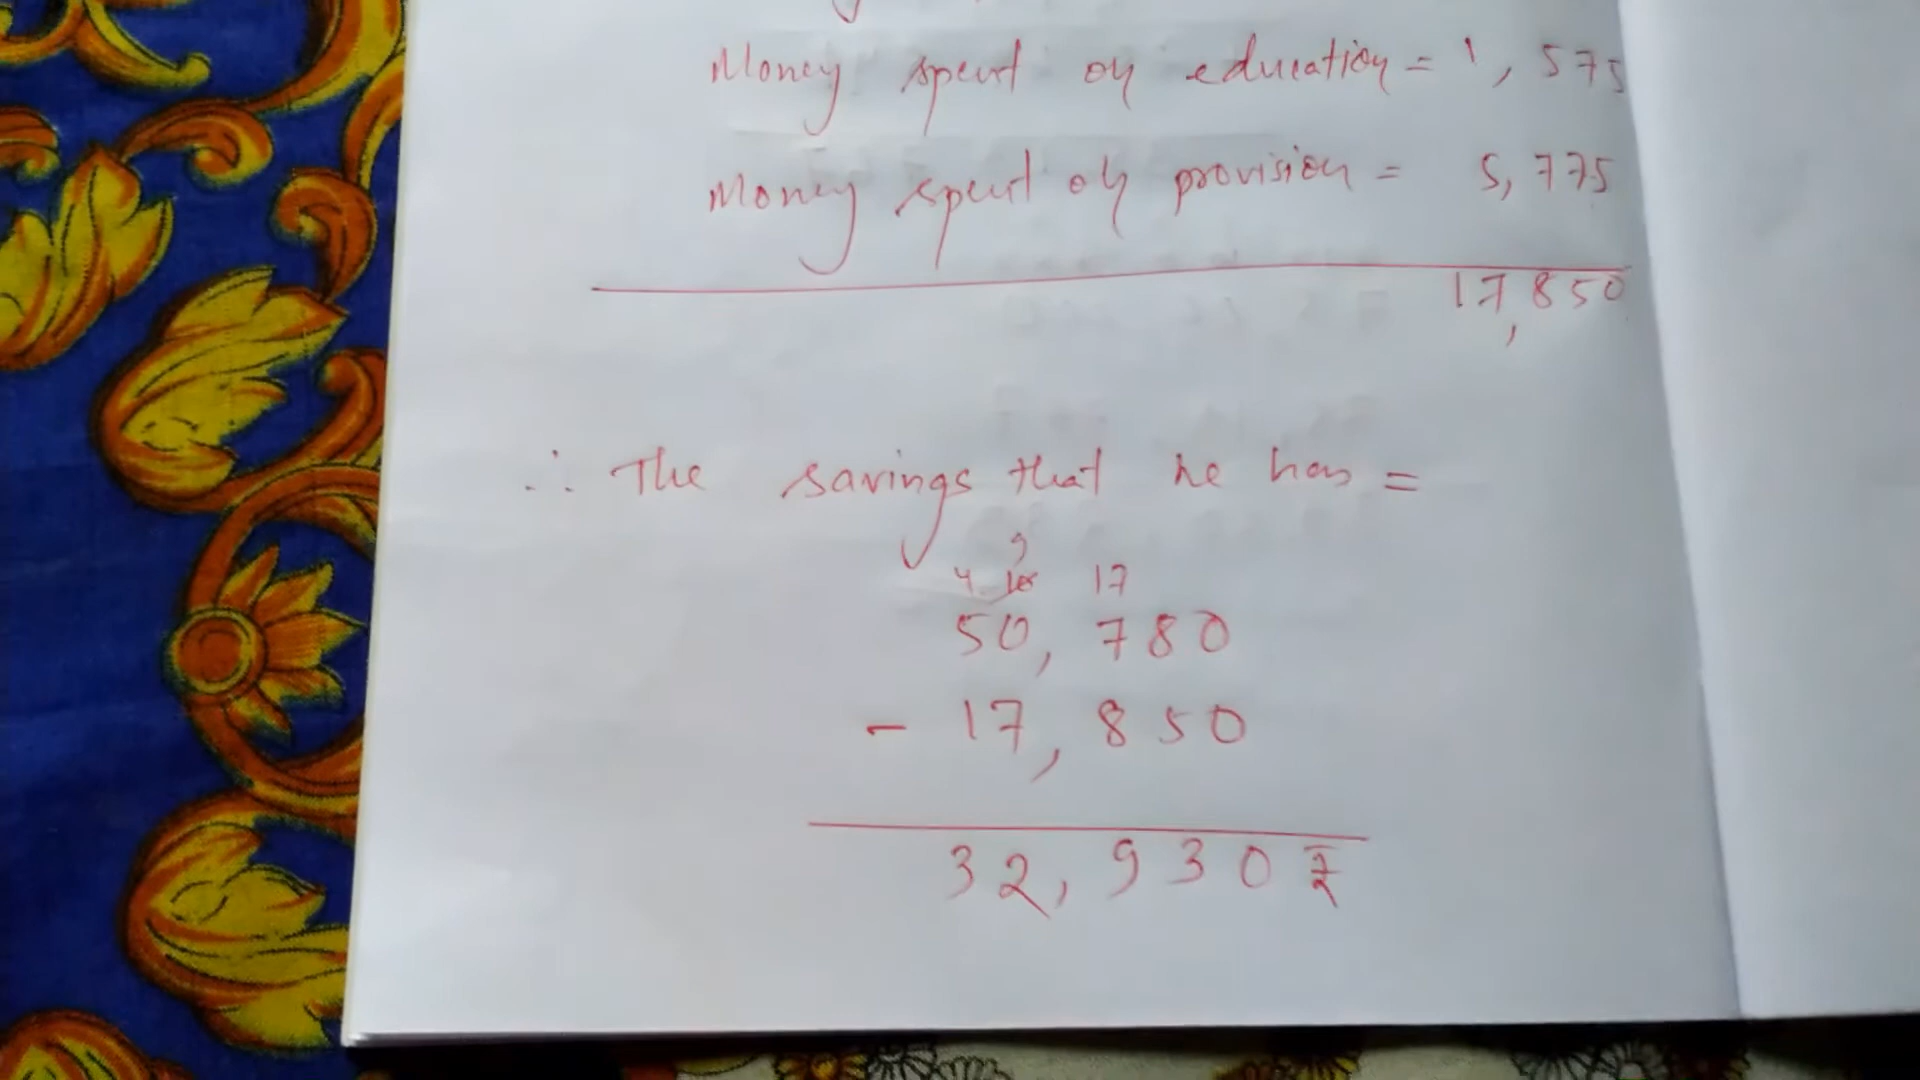 Money spent on education = 1, 575
Money spent on provision = 5, 775
17,850
∴ The savings that he has =
9
4 10 17
50, 780
- 17, 850
32, 930 ₹